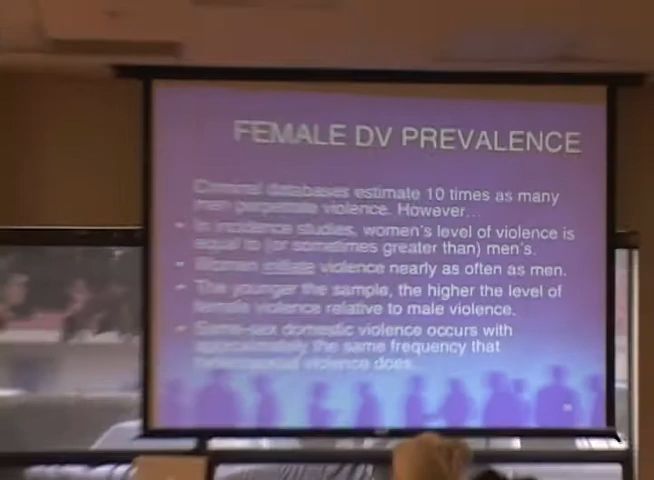 FEMALE DV PREVALENCE
Criminal databases estimate 10 times as many
men perpetrate violence. However...
• In incidence studies, women's level of violence is
equal to (or sometimes greater than) men's.
• Women initiate violence nearly as often as men.
• The younger the sample, the higher the level of
female violence relative to male violence.
• Same-sex domestic violence occurs with
approximately the same frequency that
heterosexual violence does.